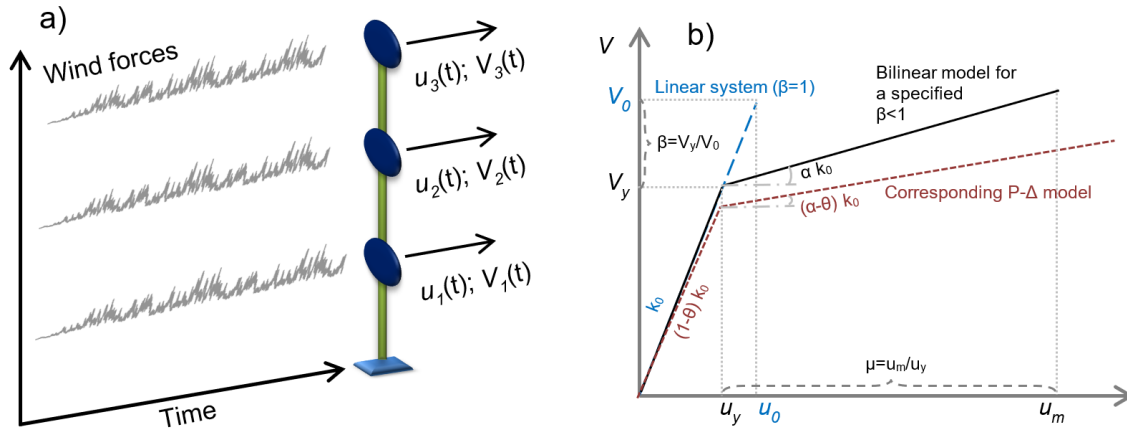 a)
Wind forces
u₃(t); V₃(t)
u₂(t); V₂(t)
u₁(t); V₁(t)
Time
b)
V
V₀
Linear system (β=1)
Bilinear model for
a specified
β<1
β=Vy/V₀
Vy
α k₀
Corresponding P-Δ model
(α-θ) k₀
k₀
(1-θ) k₀
μ=um/uy
uy
u₀
um